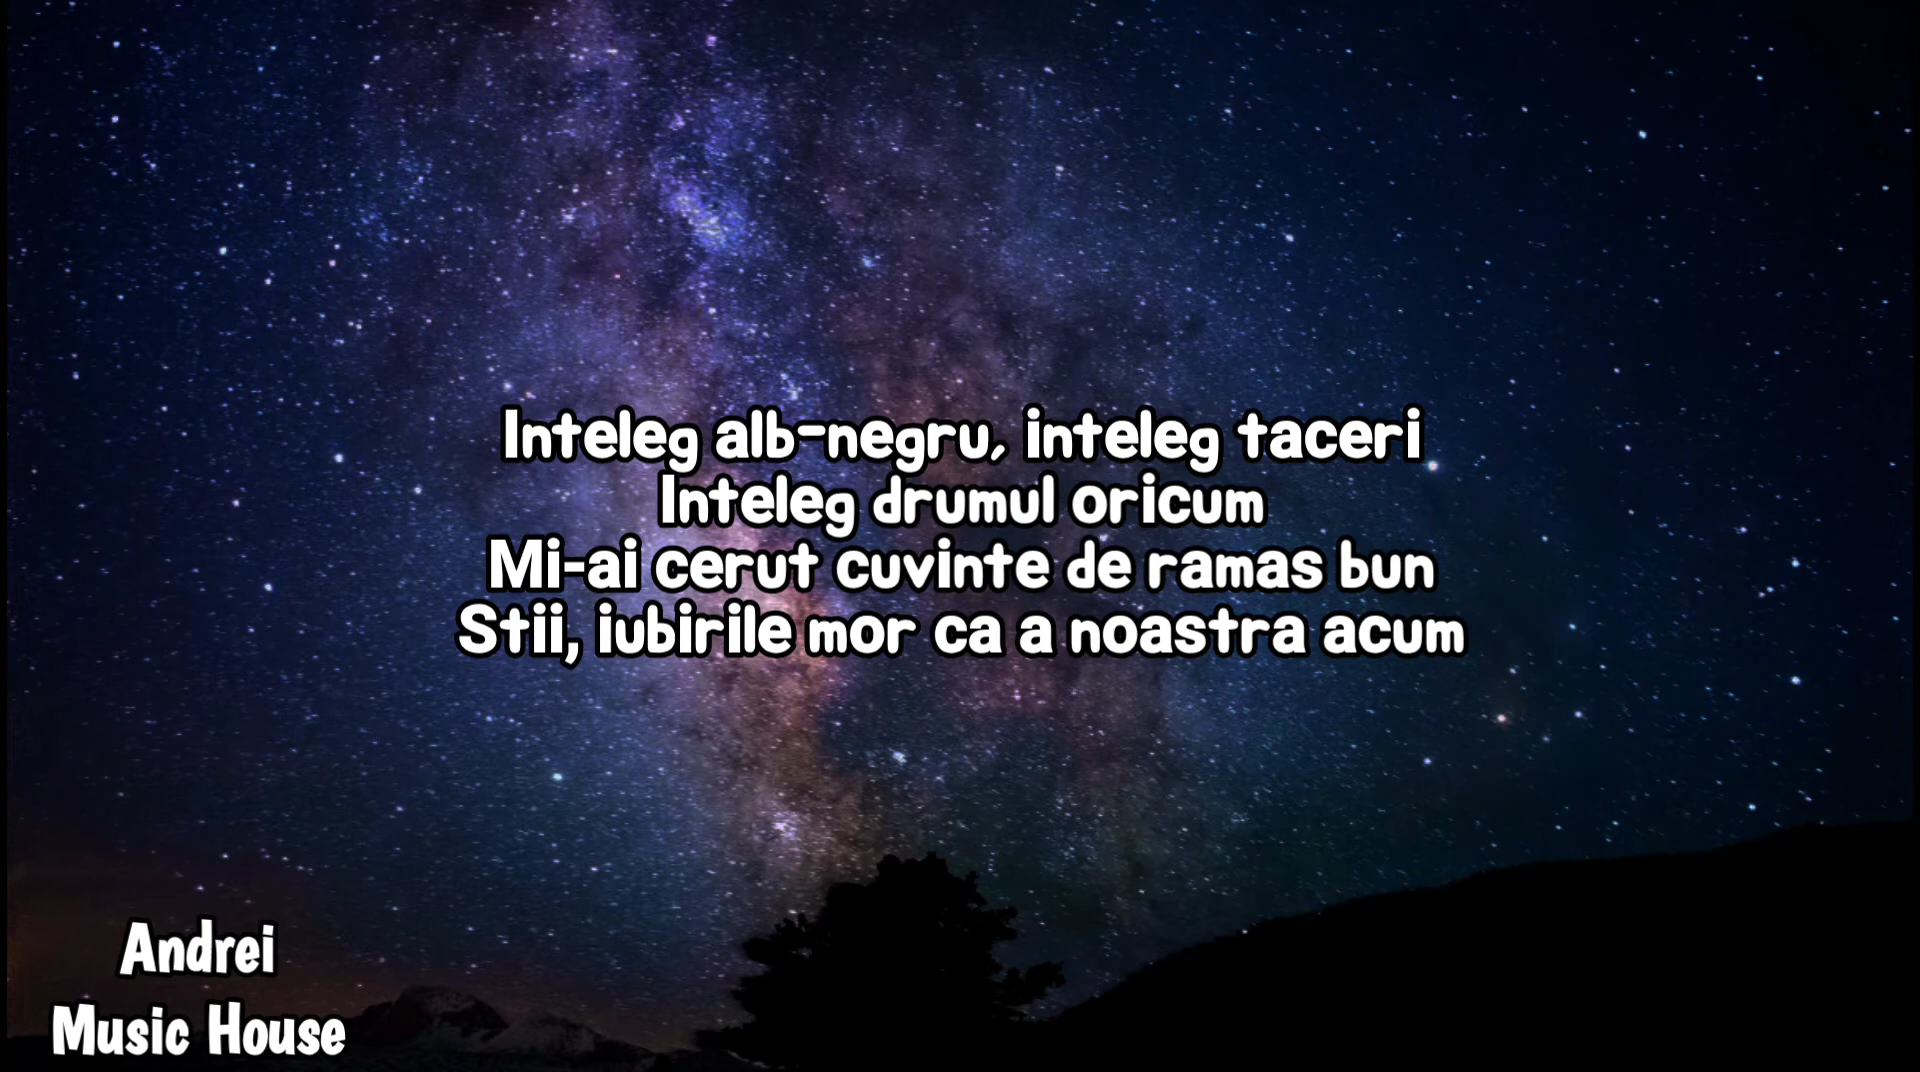 Inteleg alb-negru, inteleg taceri
Inteleg drumul oricum
Mi-ai cerut cuvinte de ramas bun
Stii, iubirile mor ca a noastra acum
Andrei
Music House